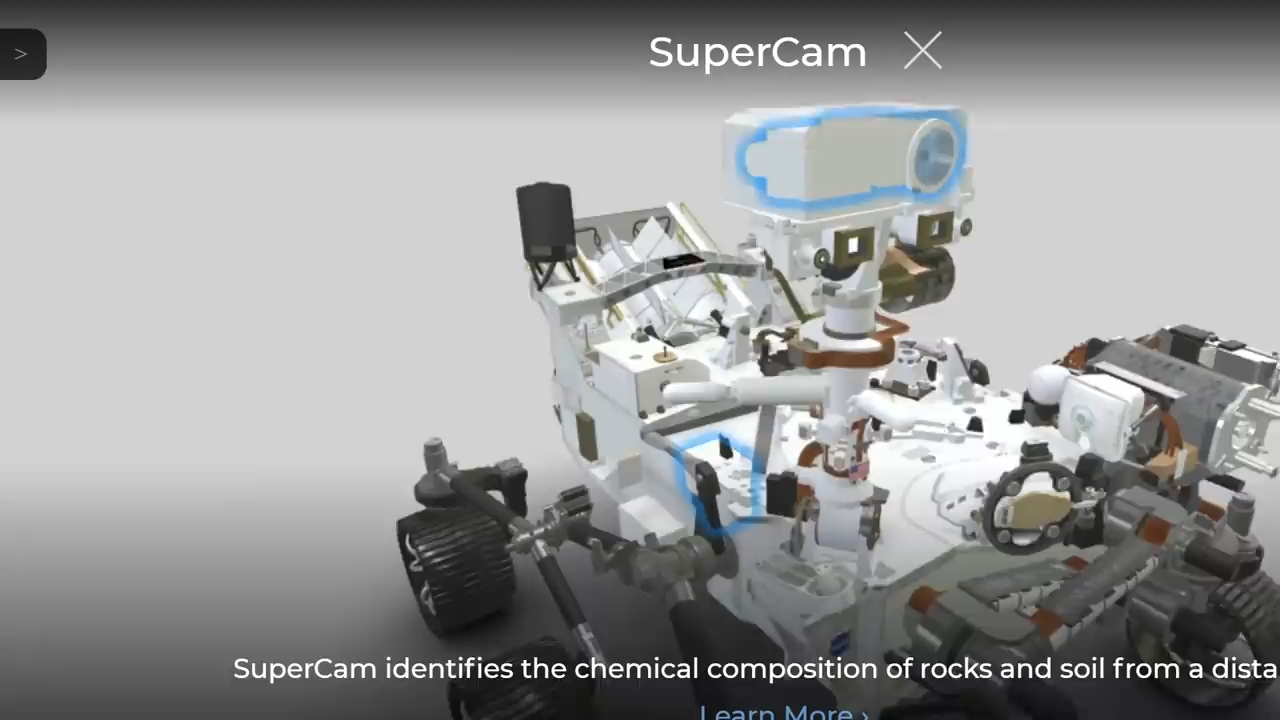 >
SuperCam
SuperCam identifies the chemical composition of rocks and soil from a dista
Learn More ›